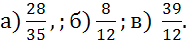 а) 28/35 , ; б) 8/12 ; в) 39/12.